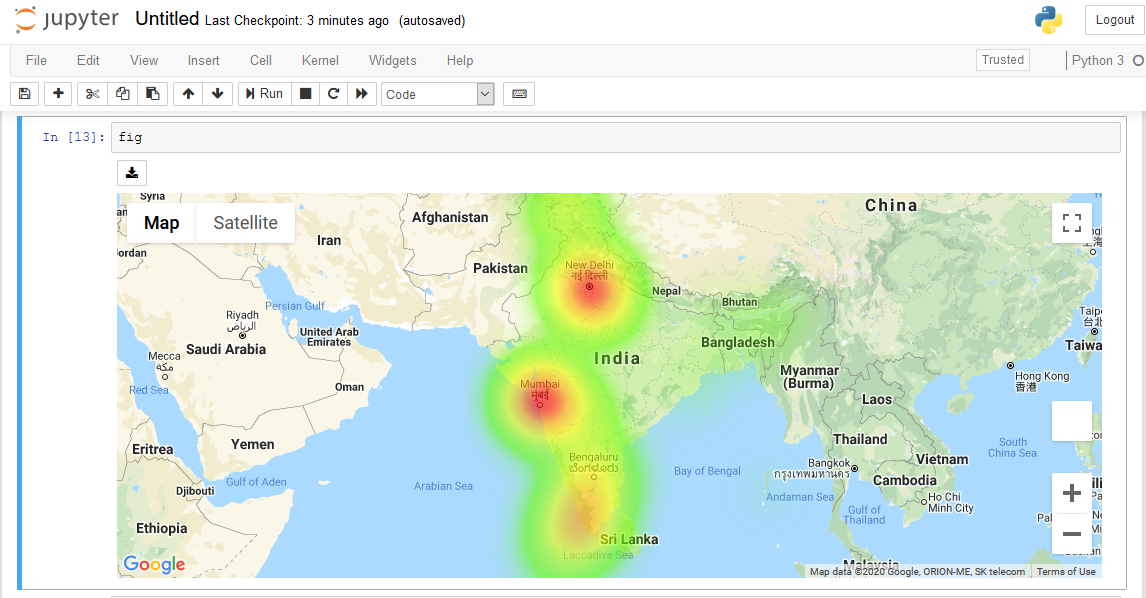 jupyter Untitled Last Checkpoint: 3 minutes ago (autosaved)
Logout
File Edit View Insert Cell Kernel Widgets Help
Trusted
Python 3
Run
Code
In [13]: fig
Map Satellite
Syria
Afghanistan
China
Iran
Jordan
Pakistan
New Delhi
नई दिल्ली
Nepal
Persian Gulf
Bhutan
Riyadh
الرياض
United Arab
Emirates
Taipe
台北
Saudi Arabia
Bangladesh
Taiwa
Mecca
مكة
India
Myanmar
(Burma)
Hong Kong
香港
Red Sea
Oman
Mumbai
मुंबई
Laos
Eritrea
Yemen
Thailand
South
China Sea
Bengaluru
ಬೆಂಗಳೂರು
Bay of Bengal
Bangkok
กรุงเทพมหานคร
Vietnam
Cambodia
Djibouti
Gulf of Aden
Arabian Sea
Andaman Sea
Ho Chi
Minh City
Gulf of
Thailand
Ethiopia
Sri Lanka
Laccadive Sea
Malaysia
Google
Map data ©2020 Google, ORION-ME, SK telecom
Terms of Use